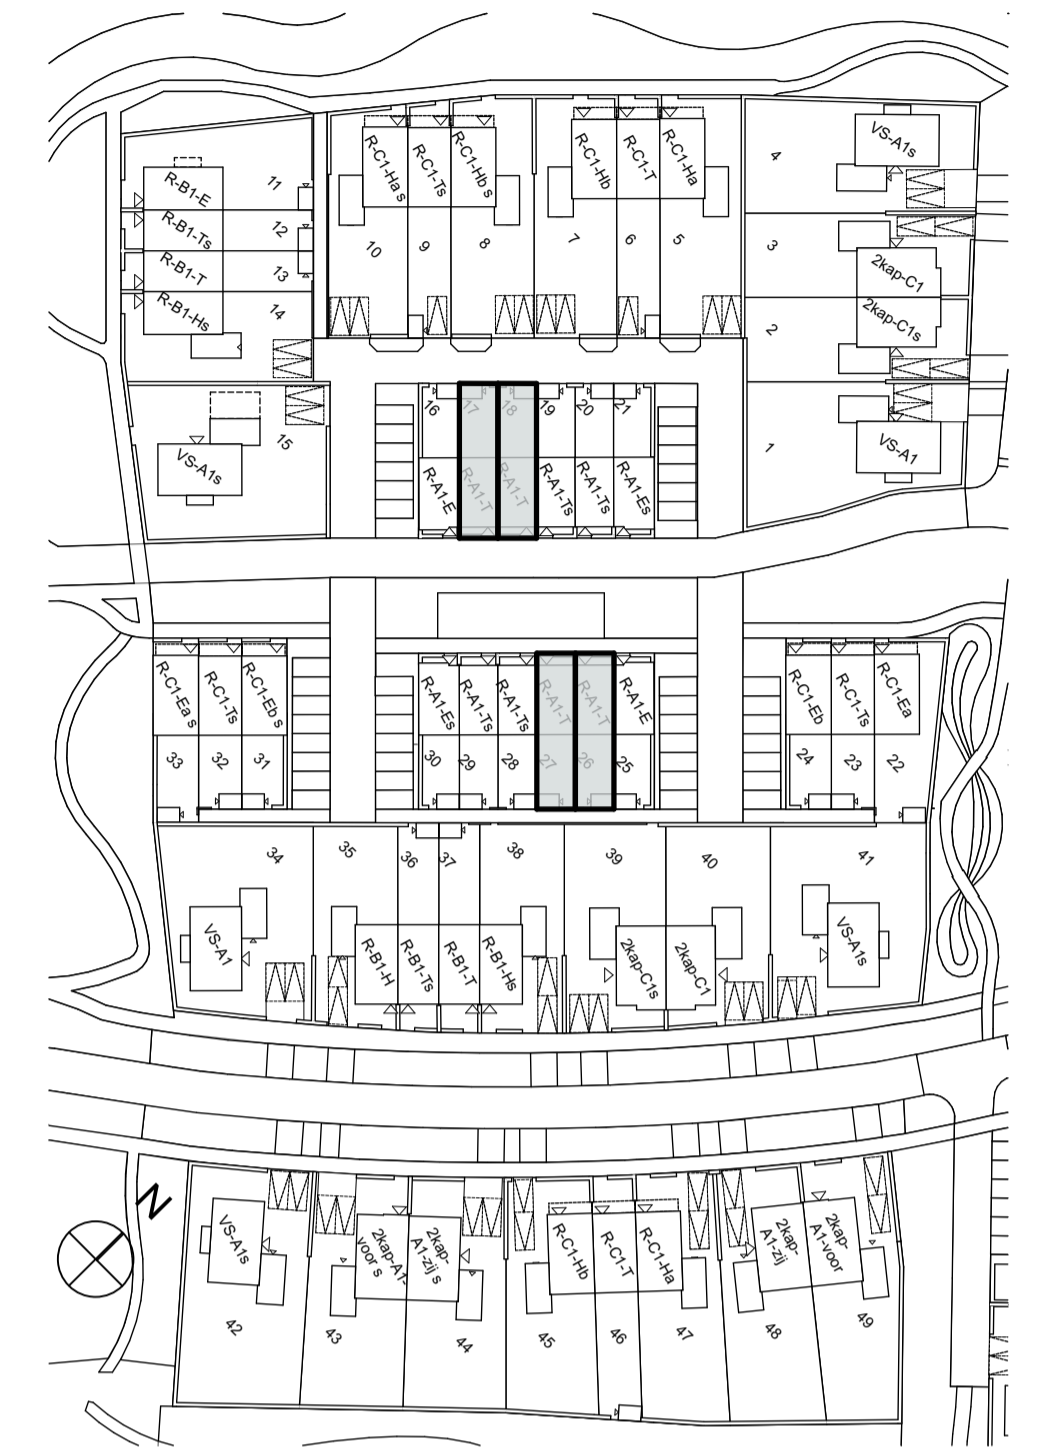 R-C1-Ha s
R-C1-Ts
R-C1-Hb s
R-C1-Hb
R-C1-T
R-C1-Ha
VS-A1s
4
11
R-B1-E
12
R-B1-Ts
13
R-B1-T
14
R-B1-Hs
10
9
8
7
6
5
3
2kap-C1
2
2kap-C1s
15
VS-A1s
16
17
18
19
20
21
R-A1-E
R-A1-T
R-A1-T
R-A1-Ts
R-A1-Ts
R-A1-Es
1
VS-A1
R-C1-Ea s
R-C1-Ts
R-C1-Eb s
R-A1-Es
R-A1-Ts
R-A1-Ts
R-A1-T
R-A1-T
R-A1-E
R-C1-Eb
R-C1-Ts
R-C1-Ea
33
32
31
30
29
28
27
26
25
24
23
22
34
35
36
37
38
39
40
41
VS-A1
R-B1-H
R-B1-Ts
R-B1-T
R-B1-Hs
2kap-C1s
2kap-C1
VS-A1s
N
VS-A1s
2kap-A1-
voor s
2kap-
A1-zij s
R-C1-Hb
R-C1-T
R-C1-Ha
2kap-
A1-zij
2kap-
A1-voor
42
43
44
45
46
47
48
49